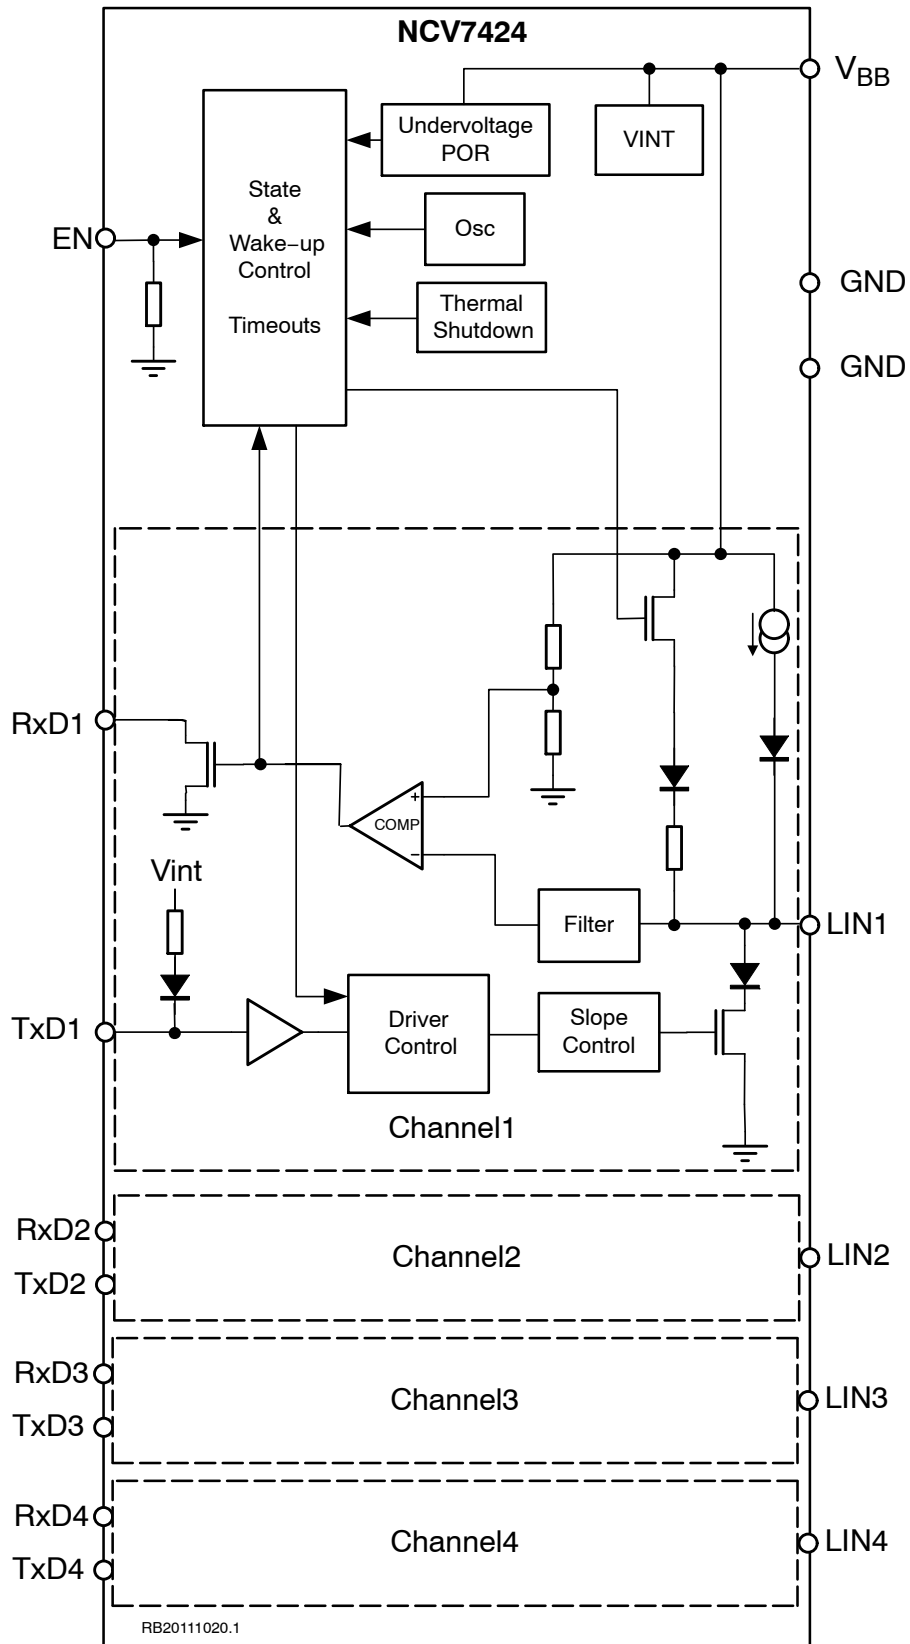 NCV7424
VBB
Undervoltage
POR
VINT
State
&
Wake-up
Control
Timeouts
Osc
EN
Thermal
Shutdown
GND
GND
RxD1
+
COMP
−
Vint
Filter
LIN1
TxD1
Driver
Control
Slope
Control
Channel1
RxD2
TxD2
Channel2
LIN2
RxD3
TxD3
Channel3
LIN3
RxD4
TxD4
Channel4
LIN4
RB20111020.1